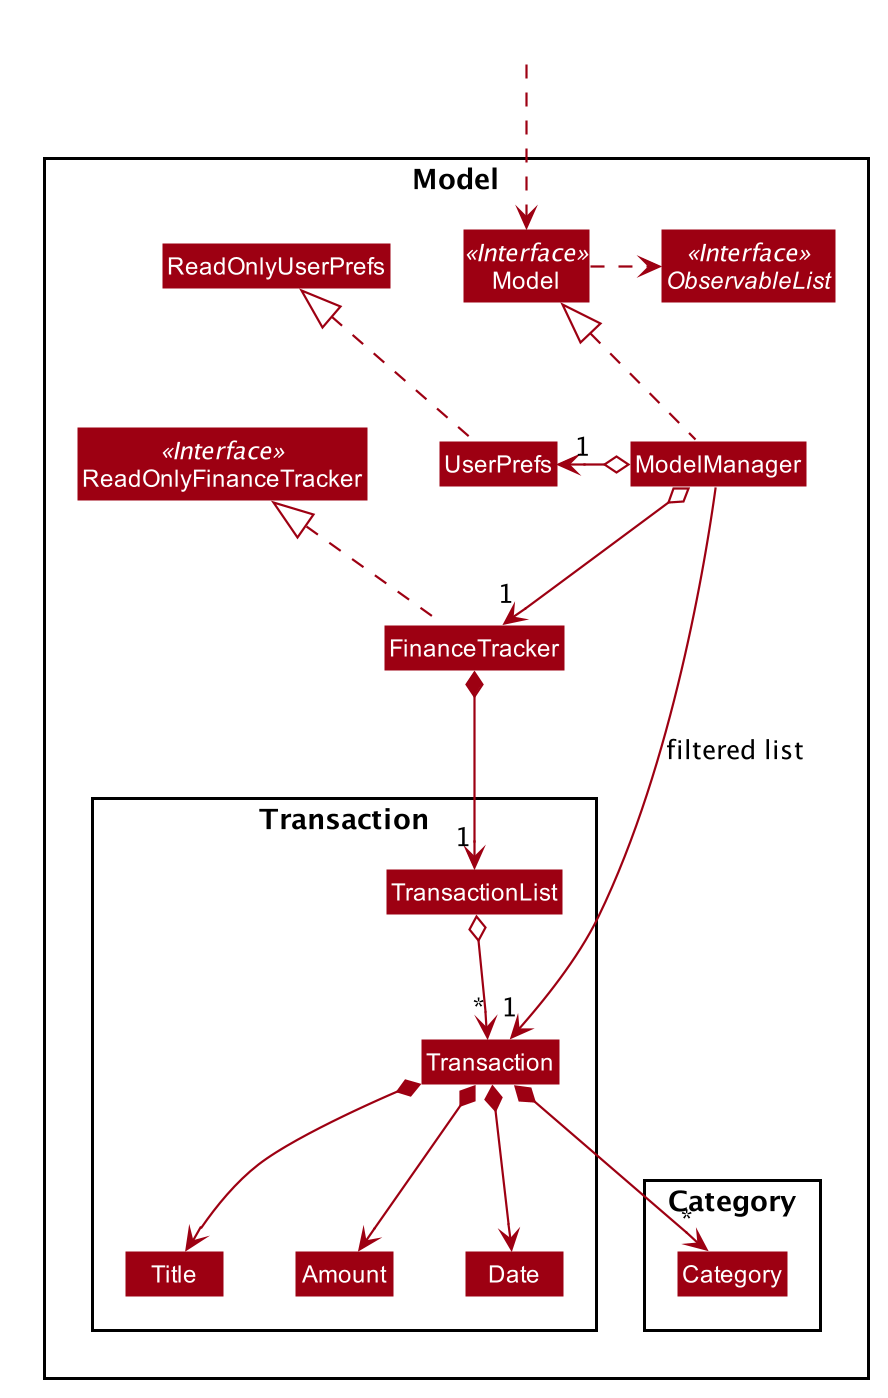 Model
ReadOnlyUserPrefs
«Interface»
Model
«Interface»
ObservableList
«Interface»
ReadOnlyFinanceTracker
UserPrefs
1
ModelManager
1
FinanceTracker
filtered list
Transaction
1
TransactionList
*
1
Transaction
Category
*
Title
Amount
Date
Category